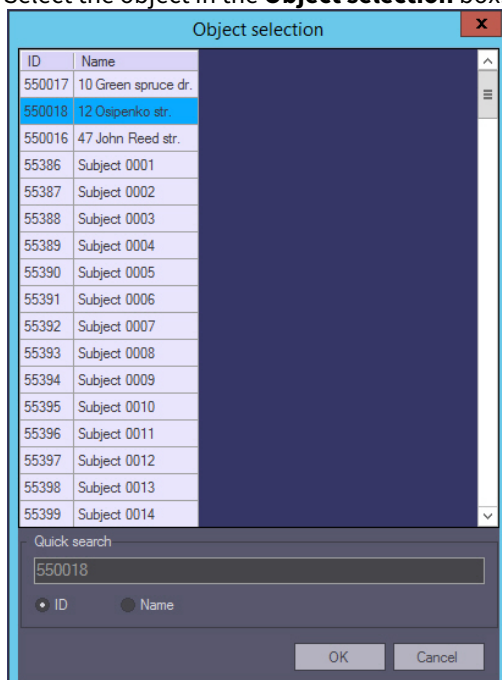 Select the object in the Object selection box
Object selection
x
ID Name
550017 10 Green spruce dr.
550018 12 Osipenko str.
550016 47 John Reed str.
55386 Subject 0001
55387 Subject 0002
55388 Subject 0003
55389 Subject 0004
55390 Subject 0005
55391 Subject 0006
55392 Subject 0007
55393 Subject 0008
55394 Subject 0009
55395 Subject 0010
55396 Subject 0011
55397 Subject 0012
55398 Subject 0013
55399 Subject 0014
Quick search
550018
ID Name
OK Cancel